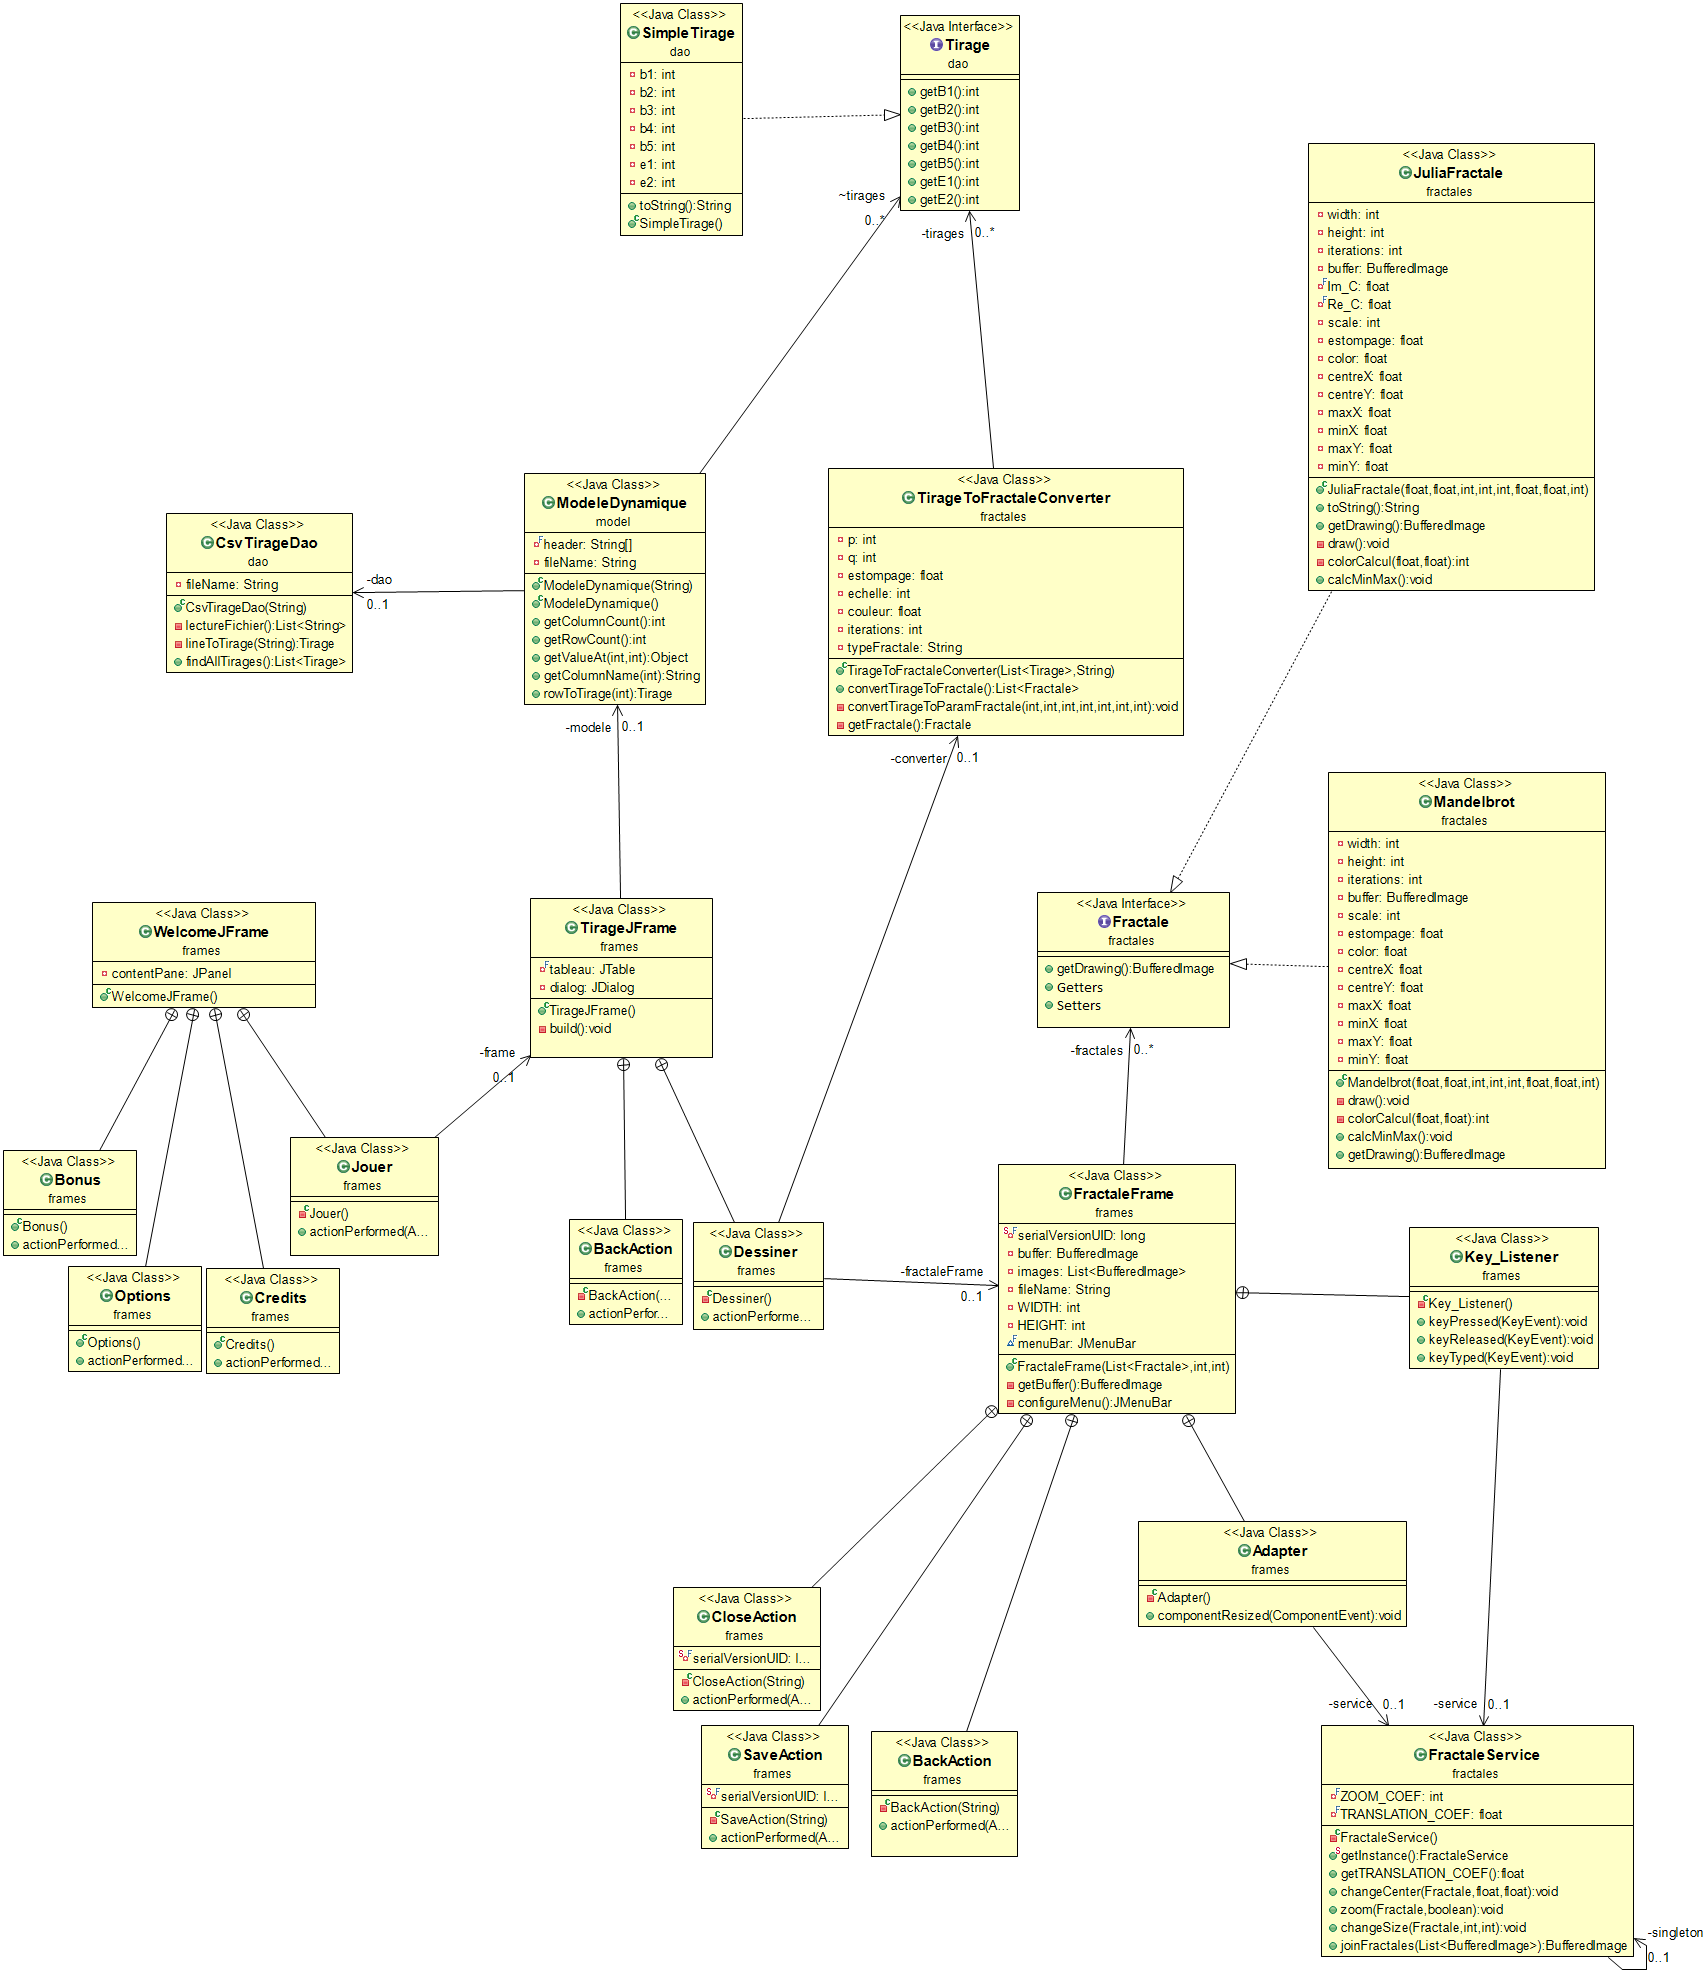 <<Java Class>>
SimpleTirage
dao
b1: int
b2: int
b3: int
b4: int
b5: int
e1: int
e2: int
toString():String
SimpleTirage()
<<Java Interface>>
Tirage
dao
getB1():int
getB2():int
getB3():int
getB4():int
getB5():int
getE1():int
getE2():int
~tirages
0..*
-tirages
0..*
<<Java Class>>
JuliaFractale
fractales
width: int
height: int
iterations: int
buffer: BufferedImage
Im_C: float
Re_C: float
scale: int
estompage: float
color: float
centreX: float
centreY: float
maxX: float
minX: float
maxY: float
minY: float
JuliaFractale(float,float,int,int,int,float,float,int)
toString():String
getDrawing():BufferedImage
draw():void
colorCalcul(float,float):int
calcMinMax():void
<<Java Class>>
CsvTirageDao
dao
fileName: String
CsvTirageDao(String)
lectureFichier():List<String>
lineToTirage(String):Tirage
findAllTirages():List<Tirage>
-dao
0..1
<<Java Class>>
ModeleDynamique
model
header: String[]
fileName: String
ModeleDynamique(String)
ModeleDynamique()
getColumnCount():int
getRowCount():int
getValueAt(int,int):Object
getColumnName(int):String
rowToTirage(int):Tirage
-modele
0..1
<<Java Class>>
TirageToFractaleConverter
fractales
p: int
q: int
estompage: float
echelle: int
couleur: float
iterations: int
typeFractale: String
TirageToFractaleConverter(List<Tirage>,String)
convertTirageToFractale():List<Fractale>
convertTirageToParamFractale(int,int,int,int,int,int,int):void
getFractale():Fractale
-converter
0..1
<<Java Class>>
Mandelbrot
fractales
width: int
height: int
iterations: int
buffer: BufferedImage
scale: int
estompage: float
color: float
centreX: float
centreY: float
maxX: float
minX: float
maxY: float
minY: float
Mandelbrot(float,float,int,int,int,float,float,int)
draw():void
colorCalcul(float,float):int
calcMinMax():void
getDrawing():BufferedImage
<<Java Class>>
WelcomeJFrame
frames
contentPane: JPanel
WelcomeJFrame()
<<Java Class>>
TirageJFrame
frames
tableau: JTable
dialog: JDialog
TirageJFrame()
build():void
-frame
0..1
<<Java Interface>>
Fractale
fractales
getDrawing():BufferedImage
Getters
Setters
-fractales
0..*
<<Java Class>>
Bonus
frames
Bonus()
actionPerformed...
<<Java Class>>
Jouer
frames
Jouer()
actionPerformed(A...
<<Java Class>>
Options
frames
Options()
actionPerformed...
<<Java Class>>
Credits
frames
Credits()
actionPerformed...
<<Java Class>>
BackAction
frames
BackAction(...
actionPerfor...
<<Java Class>>
Dessiner
frames
Dessiner()
actionPerforme...
-fractaleFrame
0..1
<<Java Class>>
FractaleFrame
frames
serialVersionUID: long
buffer: BufferedImage
images: List<BufferedImage>
fileName: String
WIDTH: int
HEIGHT: int
menuBar: JMenuBar
FractaleFrame(List<Fractale>,int,int)
getBuffer():BufferedImage
configureMenu():JMenuBar
<<Java Class>>
Key_Listener
frames
Key_Listener()
keyPressed(KeyEvent):void
keyReleased(KeyEvent):void
keyTyped(KeyEvent):void
<<Java Class>>
Adapter
frames
Adapter()
componentResized(ComponentEvent):void
<<Java Class>>
CloseAction
frames
serialVersionUID: l...
CloseAction(String)
actionPerformed(A...
<<Java Class>>
SaveAction
frames
serialVersionUID: l...
SaveAction(String)
actionPerformed(A...
<<Java Class>>
BackAction
frames
BackAction(String)
actionPerformed(A...
-service
0..1
-service
0..1
<<Java Class>>
FractaleService
fractales
ZOOM_COEF: int
TRANSLATION_COEF: float
FractaleService()
getInstance():FractaleService
getTRANSLATION_COEF():float
changeCenter(Fractale,float,float):void
zoom(Fractale,boolean):void
changeSize(Fractale,int,int):void
joinFractales(List<BufferedImage>):BufferedImage
-singleton
0..1